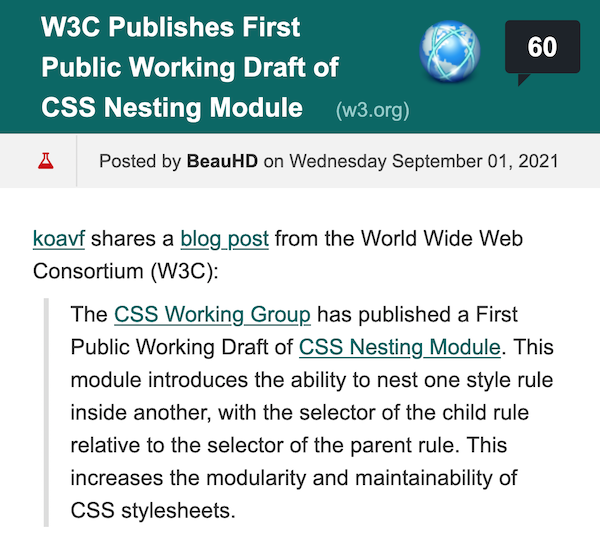 W3C Publishes First
Public Working Draft of
CSS Nesting Module (w3.org)
60
Posted by BeauHD on Wednesday September 01, 2021
koavf shares a blog post from the World Wide Web
Consortium (W3C):
The CSS Working Group has published a First
Public Working Draft of CSS Nesting Module. This
module introduces the ability to nest one style rule
inside another, with the selector of the child rule
relative to the selector of the parent rule. This
increases the modularity and maintainability of
CSS stylesheets.